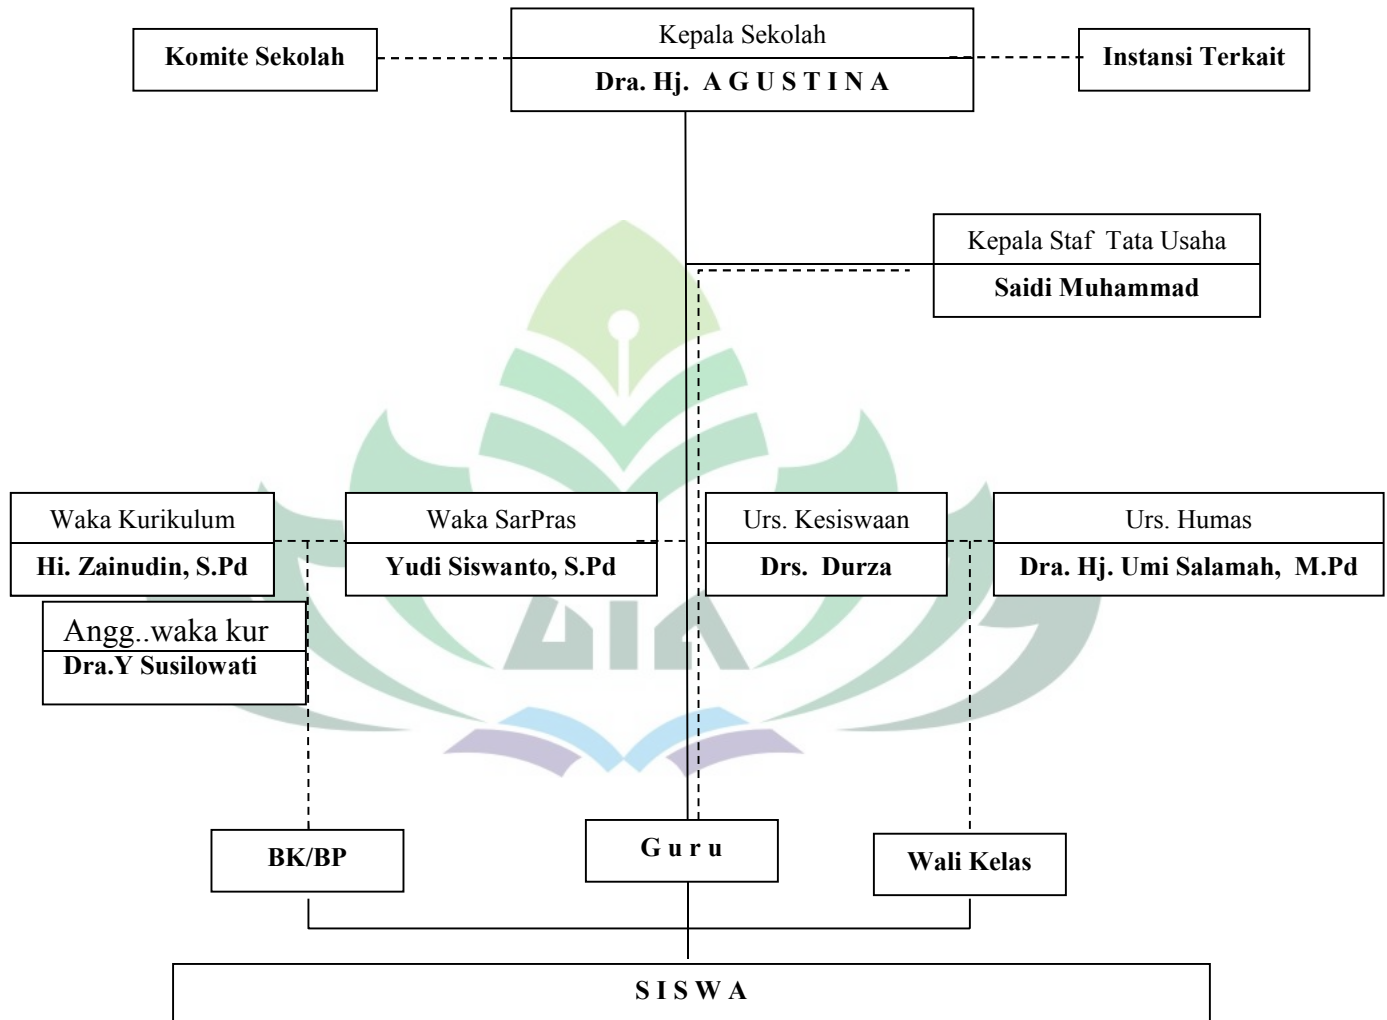 Kepala Sekolah
Komite Sekolah
Instansi Terkait
Dra. Hj. A G U S T I N A
Kepala Staf Tata Usaha
Saidi Muhammad
Waka Kurikulum
Hi. Zainudin, S.Pd
Waka SarPras
Yudi Siswanto, S.Pd
Urs. Kesiswaan
Drs. Durza
Urs. Humas
Dra. Hj. Umi Salamah, M.Pd
Angg..waka kur
Dra.Y Susilowati
BK/BP
G u r u
Wali Kelas
S I S W A